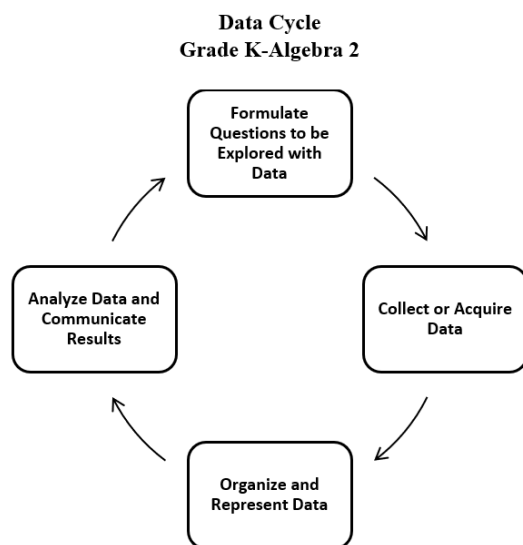 Data Cycle
Grade K-Algebra 2
Formulate
Questions to be
Explored with
Data
Collect or Acquire
Data
Organize and
Represent Data
Analyze Data and
Communicate
Results